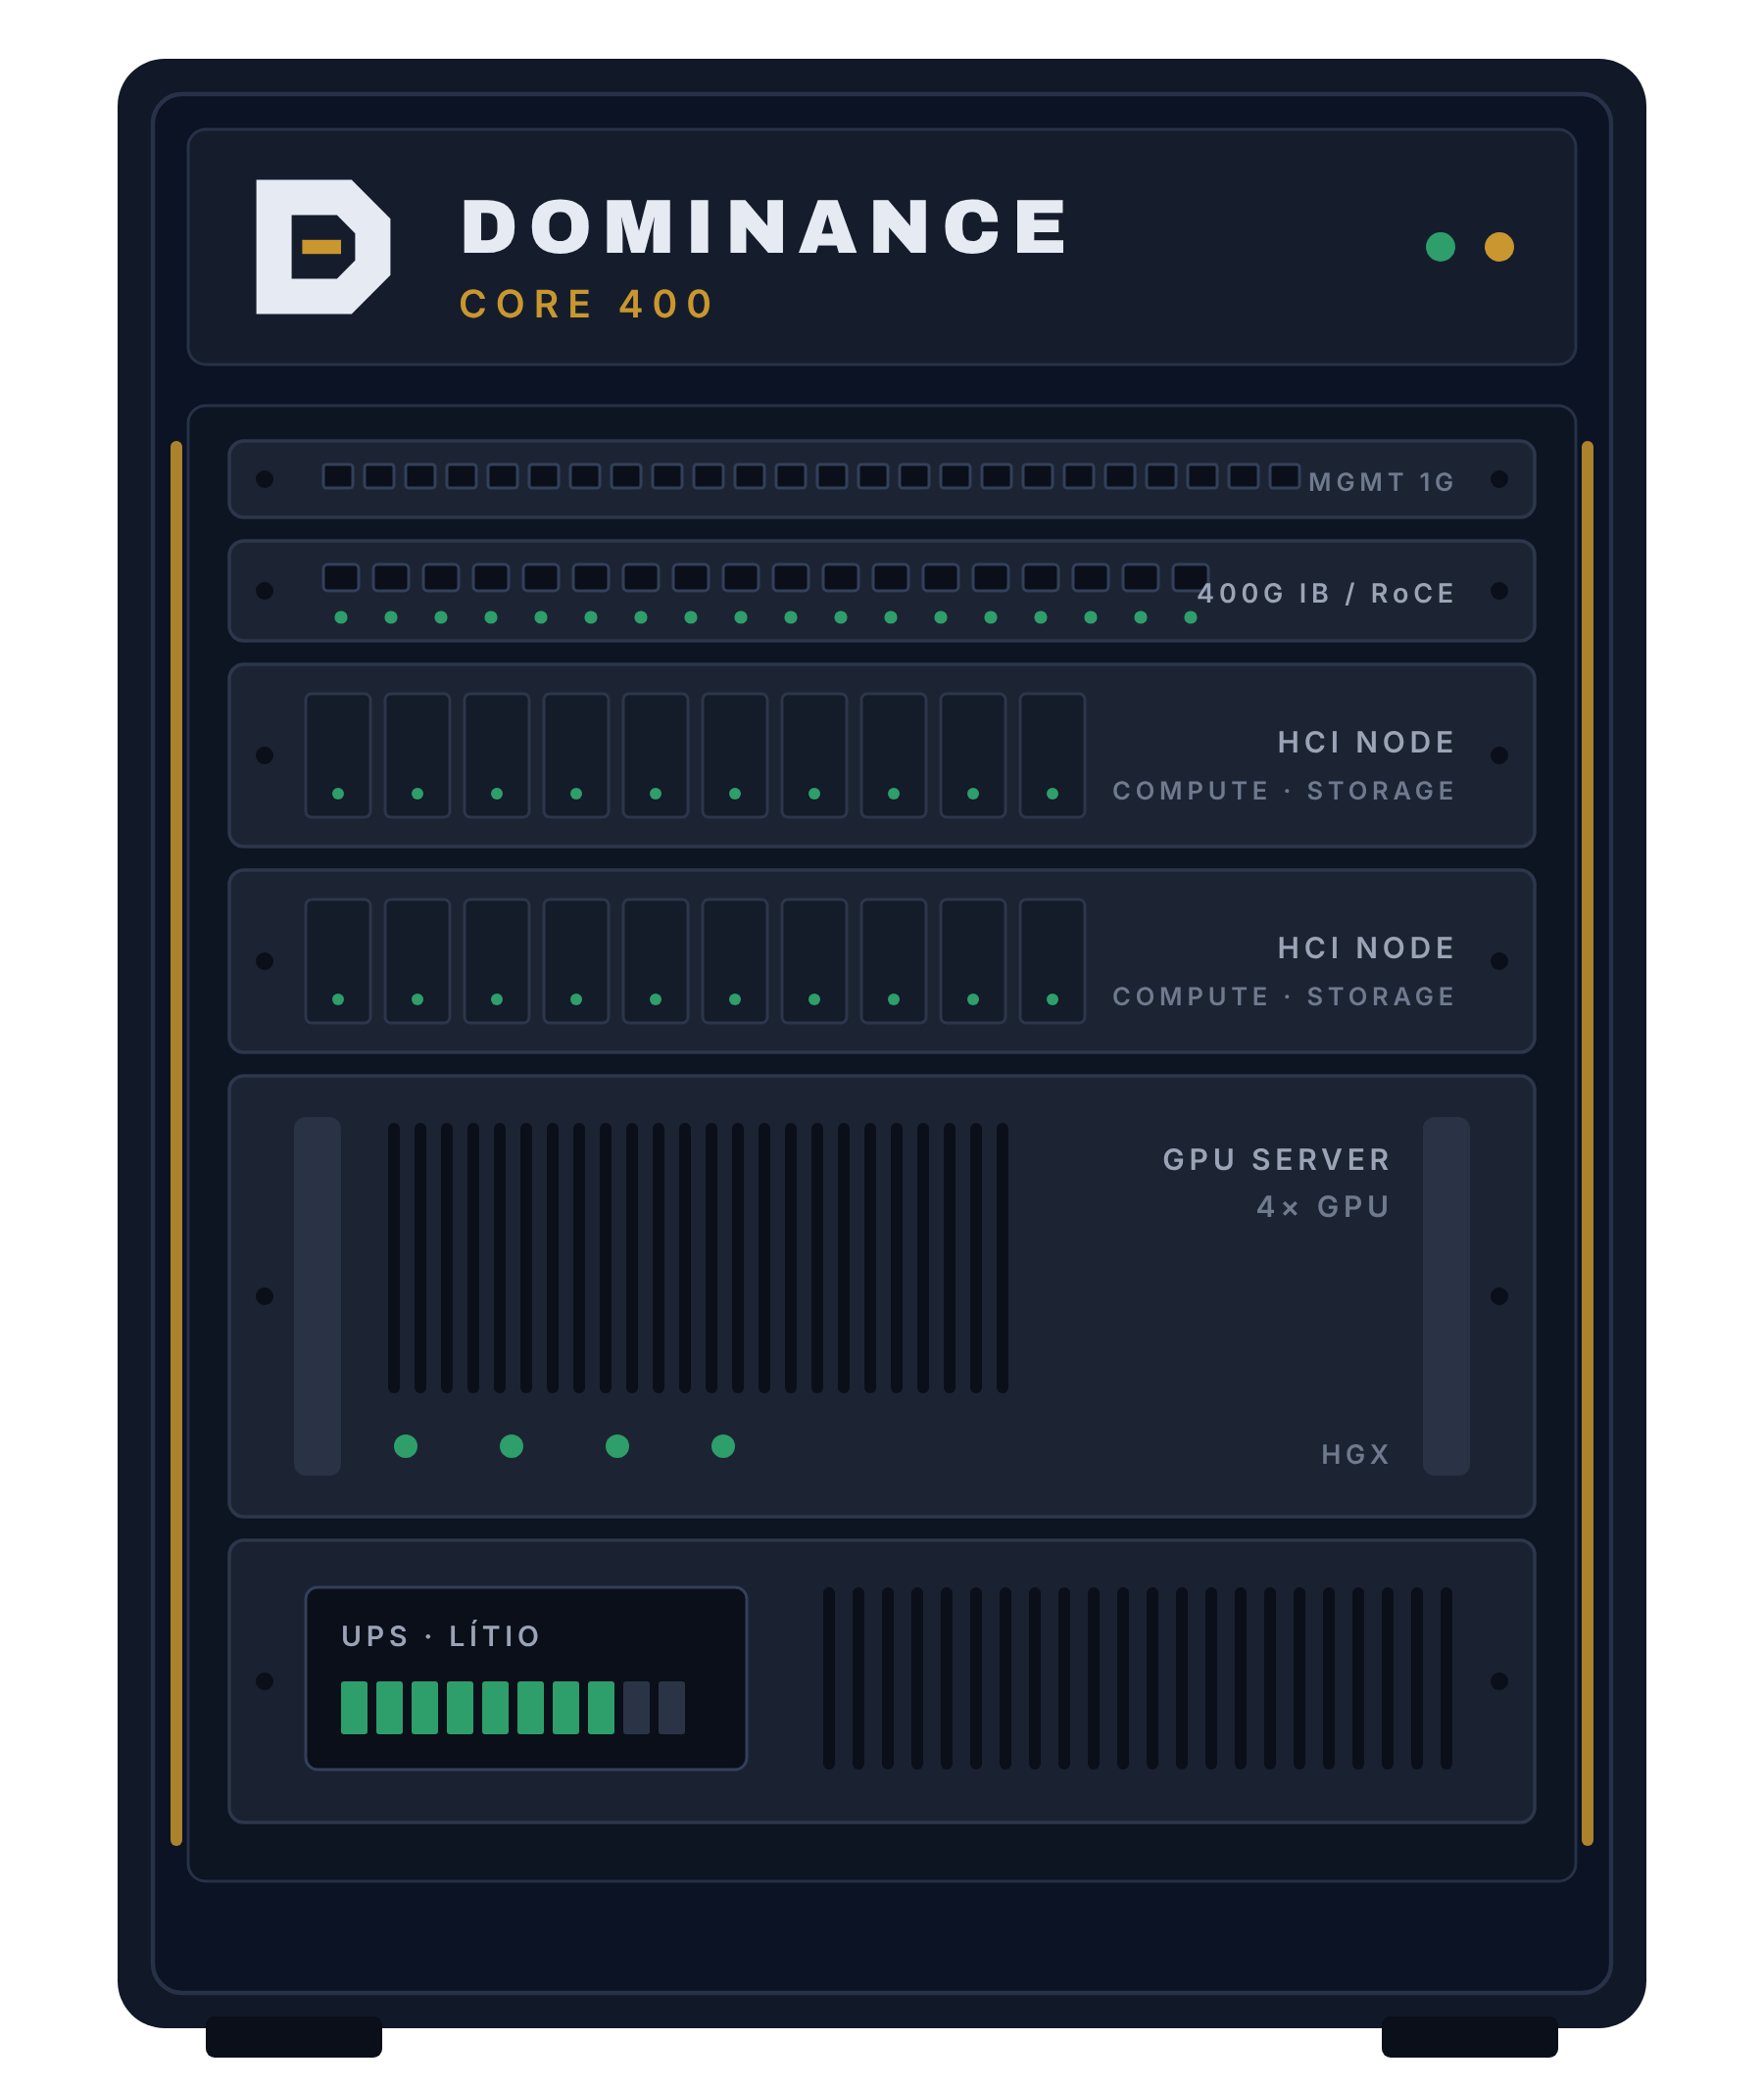 DOMINANCE
CORE 400
MGMT 1G
400G IB / RoCE
HCI NODE
COMPUTE · STORAGE
HCI NODE
COMPUTE · STORAGE
GPU SERVER
4× GPU
HGX
UPS · LÍTIO